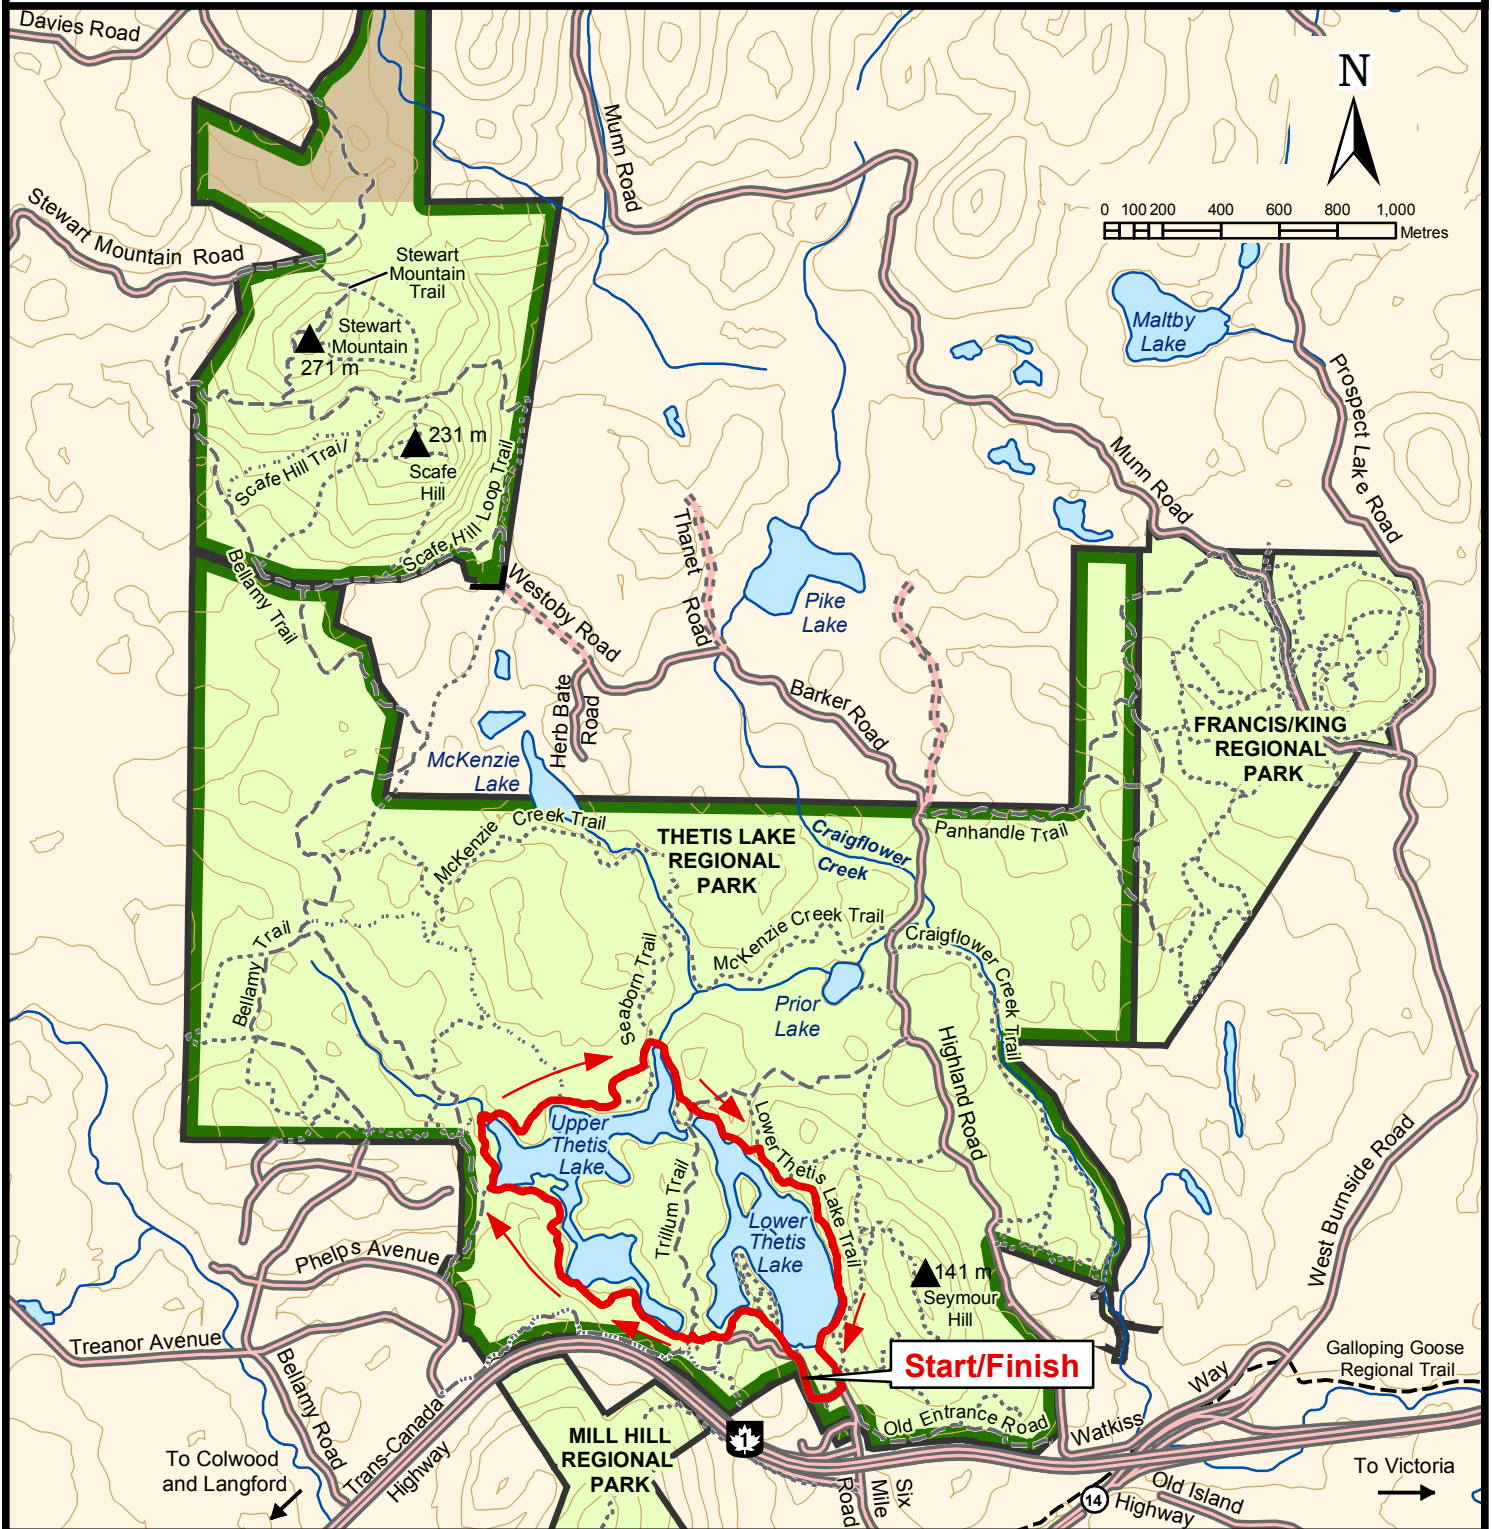 Davies Road
N
Munn Road
0 100 200 400 600 800 1,000
Metres
Stewart Mountain Road
Stewart
Mountain
Trail
Stewart
Mountain
271 m
Maltby
Lake
Prospect Lake Road
231 m
Scafe
Hill
Scafe Hill Trail
Scafe Hill Loop Trail
Munn Road
Thanet Road
Bellamy Trail
Westoby Road
Pike
Lake
Herb Bate
Road
Barker Road
FRANCIS/KING
REGIONAL
PARK
McKenzie
Lake
McKenzie Creek Trail
THETIS LAKE
REGIONAL
PARK
Craigflower
Creek
Panhandle Trail
McKenzie Creek Trail
Craigflower Creek Trail
Bellamy Trail
Seaborn Trail
Prior
Lake
Highland Road
Upper
Thetis
Lake
Lower Thetis Lake Trail
Trillum Trail
Lower
Thetis
Lake
West Burnside Road
Phelps Avenue
141 m
Seymour
Hill
Treanor Avenue
Start/Finish
Galloping Goose
Regional Trail
Bellamy Road
Way
Watkiss
Old Entrance Road
Trans-Canada
Highway
MILL HILL
REGIONAL
PARK
1
To Colwood
and Langford
Six
Mile
Road
14
Old Island
Highway
To Victoria